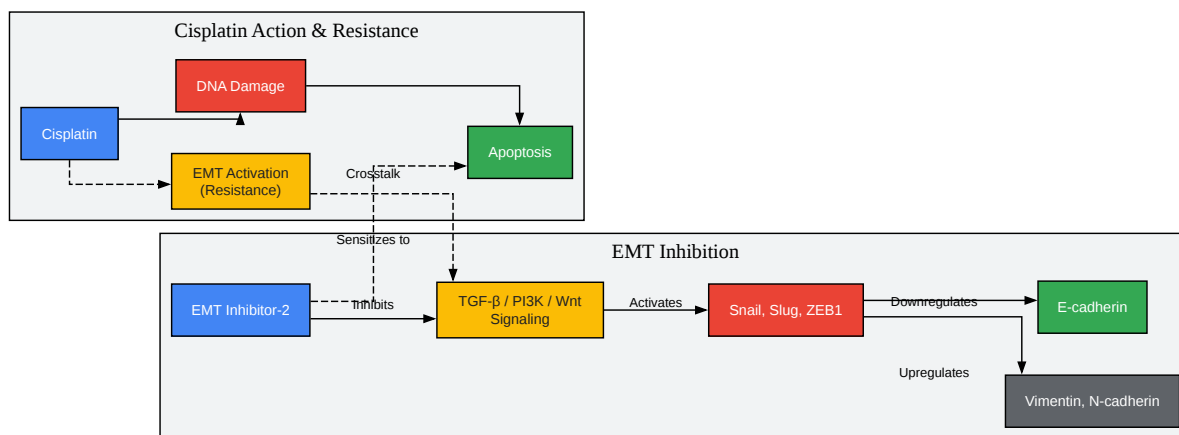 Cisplatin Action & Resistance
DNA Damage
Cisplatin
Apoptosis
EMT Activation
(Resistance)
Crosstalk
Sensitizes to
EMT Inhibition
EMT Inhibitor-2
Inhibits
TGF-β / PI3K / Wnt
Signaling
Activates
Snail, Slug, ZEB1
Downregulates
E-cadherin
Upregulates
Vimentin, N-cadherin